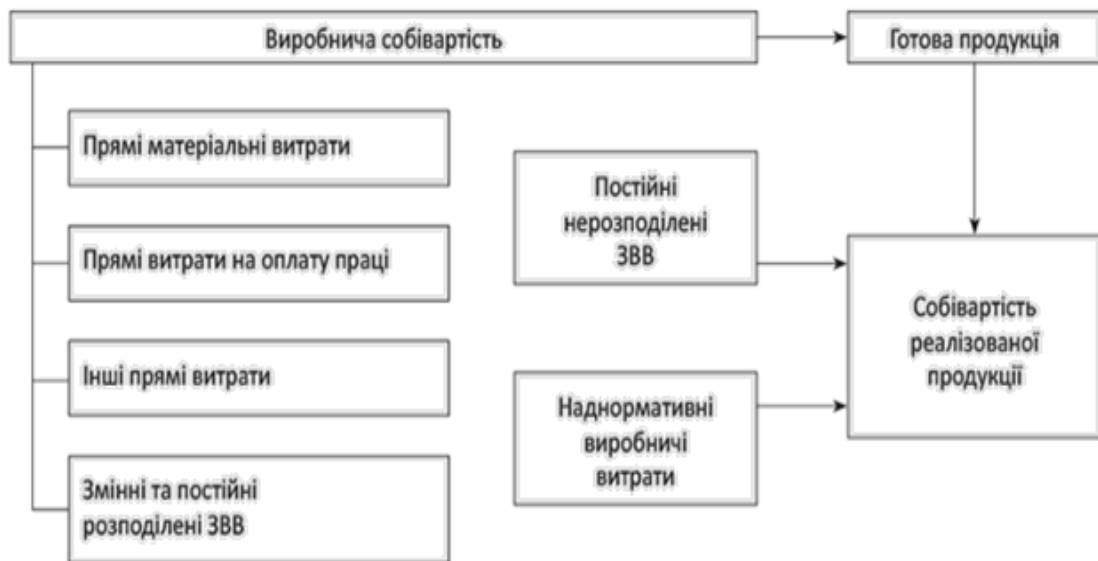 Виробнича собівартість
Готова продукція
Прямі матеріальні витрати
Прямі витрати на оплату праці
Інші прямі витрати
Змінні та постійні
розподілені ЗВВ
Постійні
нерозподілені
ЗВВ
Наднормативні
виробничі
витрати
Собівартість
реалізованої
продукції